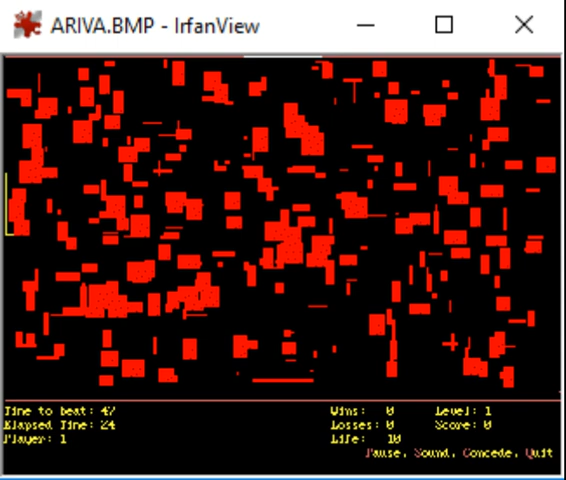 ARIVA.BMP - IrfanView
Time to beat: 47 Wins: 0 Level: 1
Elapsed Time: 24 Losses: 0 Score: 0
Player: 1 Life: 10
Pause, Sound, Concede, Quit